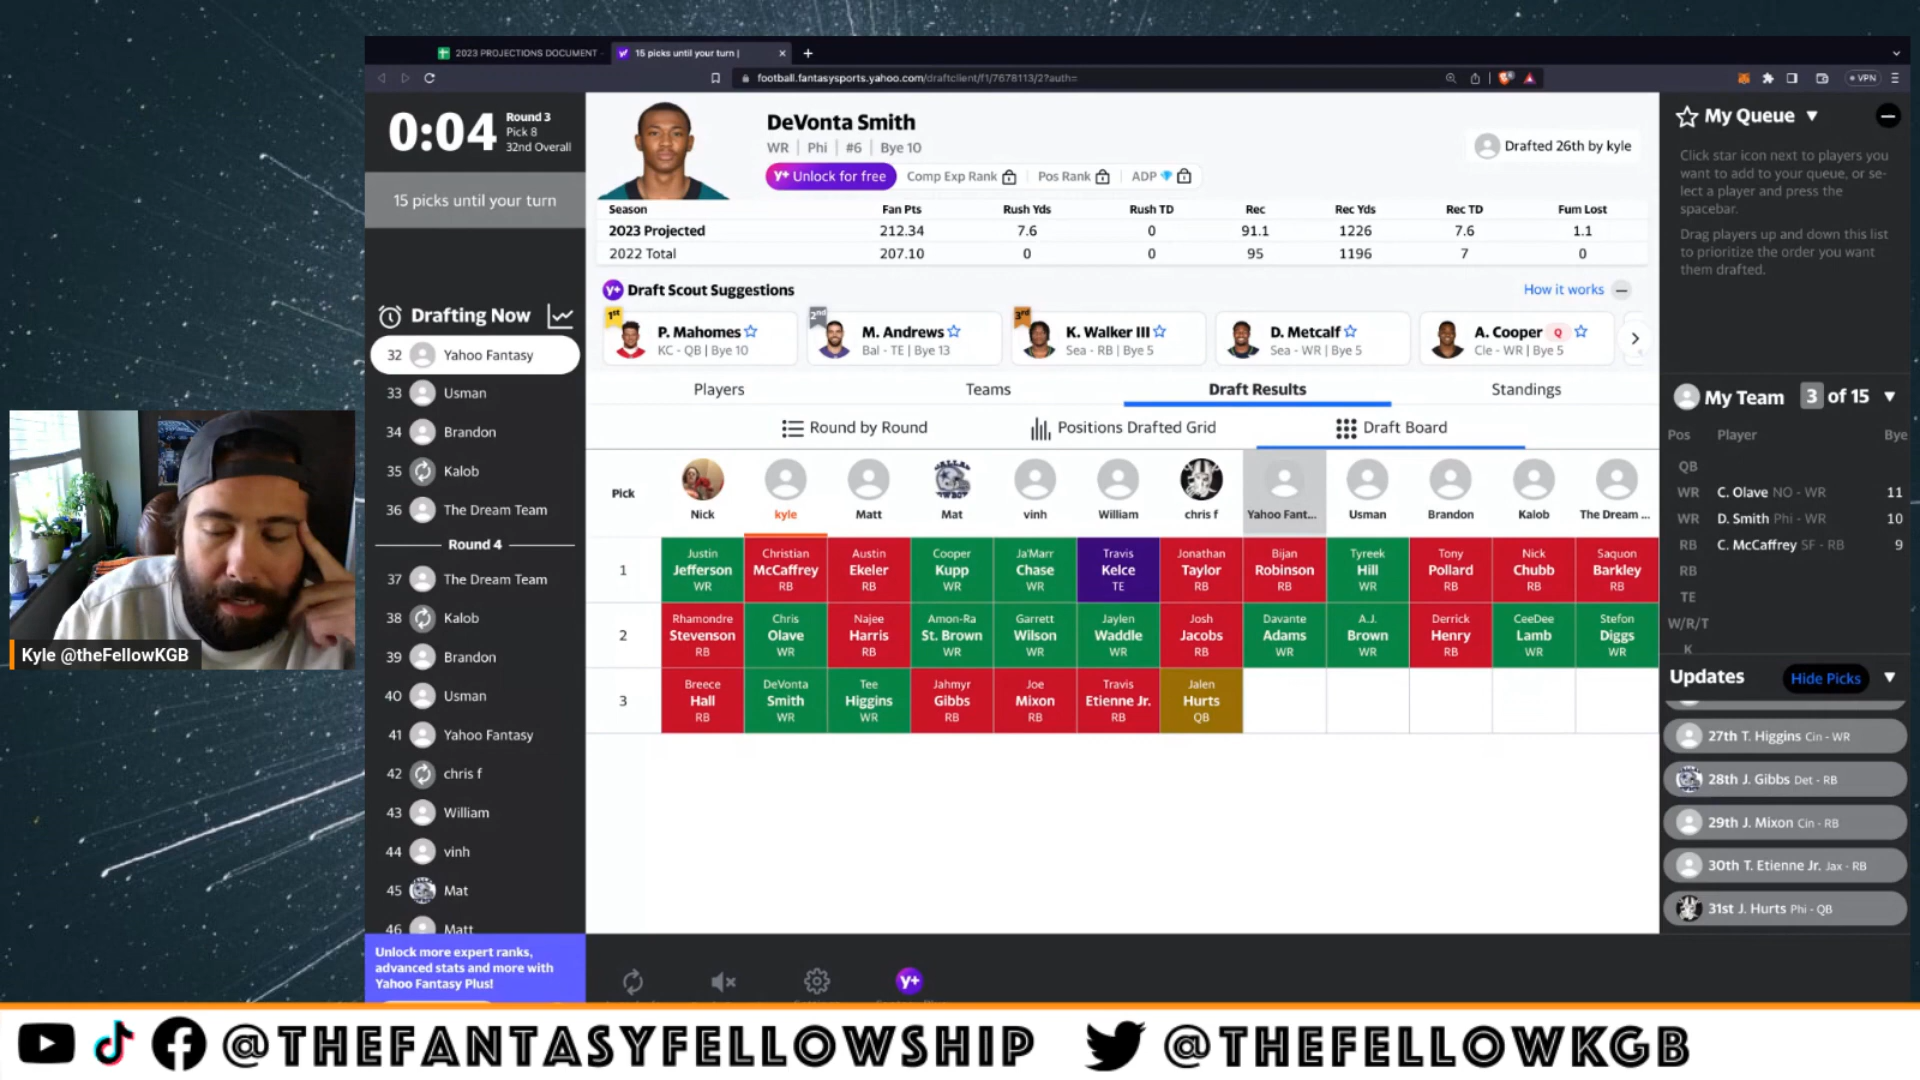 2023 PROJECTIONS DOCUMENT
15 picks until your turn |
football.fantasysports.yahoo.com/draftclient/f1/7678113/2?auth=
VPN
0:04
Round 3
Pick 8
32nd Overall
15 picks until your turn
Drafting Now
32 Yahoo Fantasy
33 Usman
34 Brandon
35 Kalob
36 The Dream Team
Round 4
37 The Dream Team
38 Kalob
39 Brandon
40 Usman
41 Yahoo Fantasy
42 chris f
43 William
44 vinh
45 Mat
46 Matt
Unlock more expert ranks,
advanced stats and more with
Yahoo Fantasy Plus!
DeVonta Smith
WR | Phi | #6 | Bye 10
Y+ Unlock for free Comp Exp Rank | Pos Rank | ADP
Drafted 26th by kyle
Season Fan Pts Rush Yds Rush TD Rec Rec Yds Rec TD Fum Lost
2023 Projected 212.34 7.6 0 91.1 1226 7.6 1.1
2022 Total 207.10 0 0 95 1196 7 0
y+ Draft Scout Suggestions
How it works
1st P. Mahomes
KC - QB | Bye 10
2nd M. Andrews
Bal - TE | Bye 13
3rd K. Walker III
Sea - RB | Bye 5
D. Metcalf
Sea - WR | Bye 5
A. Cooper Q
Cle - WR | Bye 5
Players Teams Draft Results Standings
Round by Round Positions Drafted Grid Draft Board
Pick Nick kyle Matt Mat vinh William chris f Yahoo Fant... Usman Brandon Kalob The Dream ...
Justin Christian Austin Cooper Ja'Marr Travis Jonathan Bijan Tyreek Tony Nick Saquon
1 Jefferson McCaffrey Ekeler Kupp Chase Kelce Taylor Robinson Hill Pollard Chubb Barkley
WR RB RB WR WR TE RB RB WR RB RB RB
Rhamondre Chris Najee Amon-Ra Garrett Jaylen Josh Davante A.J. Derrick CeeDee Stefon
2 Stevenson Olave Harris St. Brown Wilson Waddle Jacobs Adams Brown Henry Lamb Diggs
RB WR RB WR WR WR RB WR WR RB WR WR
Breece DeVonta Tee Jahmyr Joe Travis Jalen
3 Hall Smith Higgins Gibbs Mixon Etienne Jr. Hurts
RB WR WR RB RB RB QB
y+
My Queue
Click star icon next to players you
want to add to your queue, or se-
lect a player and press the
spacebar.
Drag players up and down this list
to prioritize the order you want
them drafted.
My Team 3 of 15
Pos Player Bye
QB
WR C. Olave NO - WR 11
WR D. Smith Phi - WR 10
RB C. McCaffrey SF - RB 9
RB
TE
W/R/T
K
Updates Hide Picks
27th T. Higgins Cin - WR
28th J. Gibbs Det - RB
29th J. Mixon Cin - RB
30th T. Etienne Jr. Jax - RB
31st J. Hurts Phi - QB
Kyle @theFellowKGB
@THEFANTASYFELLOWSHIP @THEFELLOWKGB